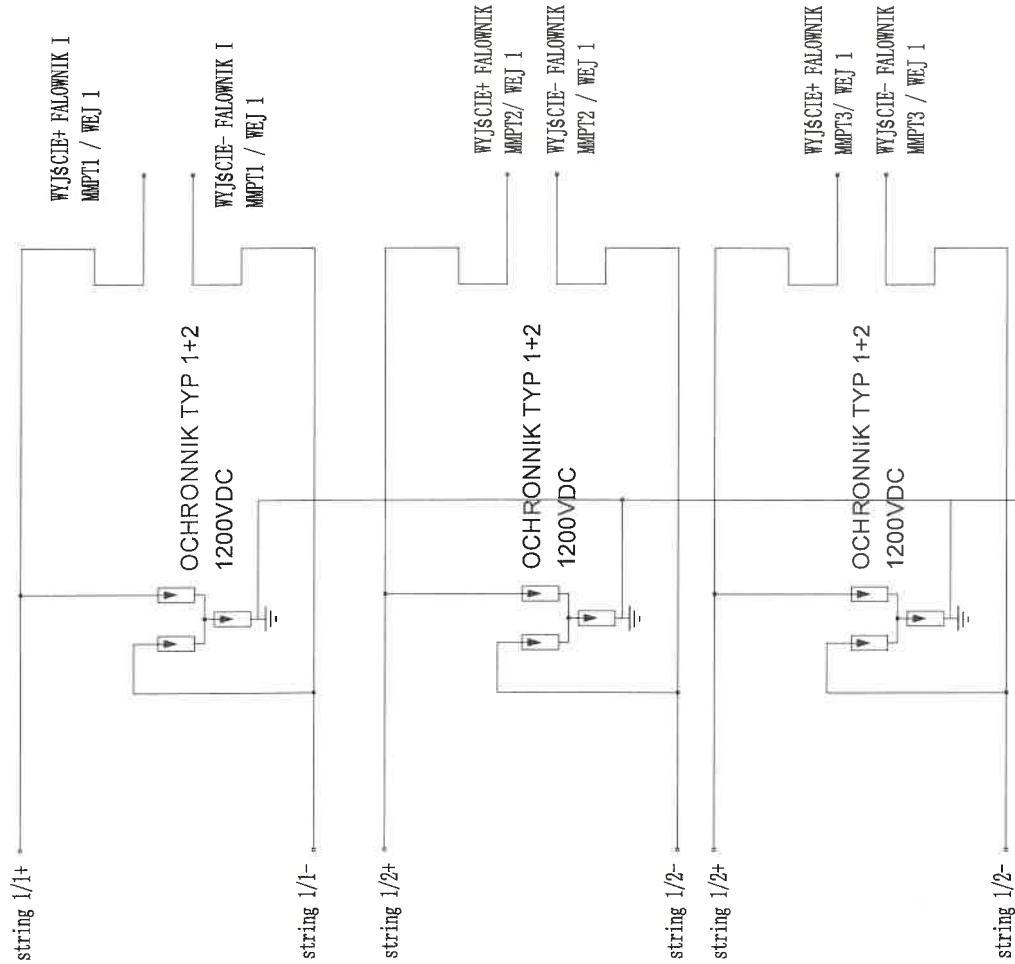 WYJŚCIE+ FALOWNIK I
MMPT1 / WEJ 1
WYJŚCIE- FALOWNIK I
MMPT1 / WEJ 1
OCHRONNIK TYP 1+2
1200VDC
string 1/1+
string 1/1-
WYJŚCIE+ FALOWNIK
MMPT2/ WEJ 1
WYJŚCIE- FALOWNIK
MMPT2 / WEJ 1
OCHRONNIK TYP 1+2
1200VDC
string 1/2+
string 1/2-
WYJŚCIE+ FALOWNIK
MMPT3/ WEJ 1
WYJŚCIE- FALOWNIK
MMPT3 / WEJ 1
OCHRONNIK TYP 1+2
1200VDC
string 1/2+
string 1/2-